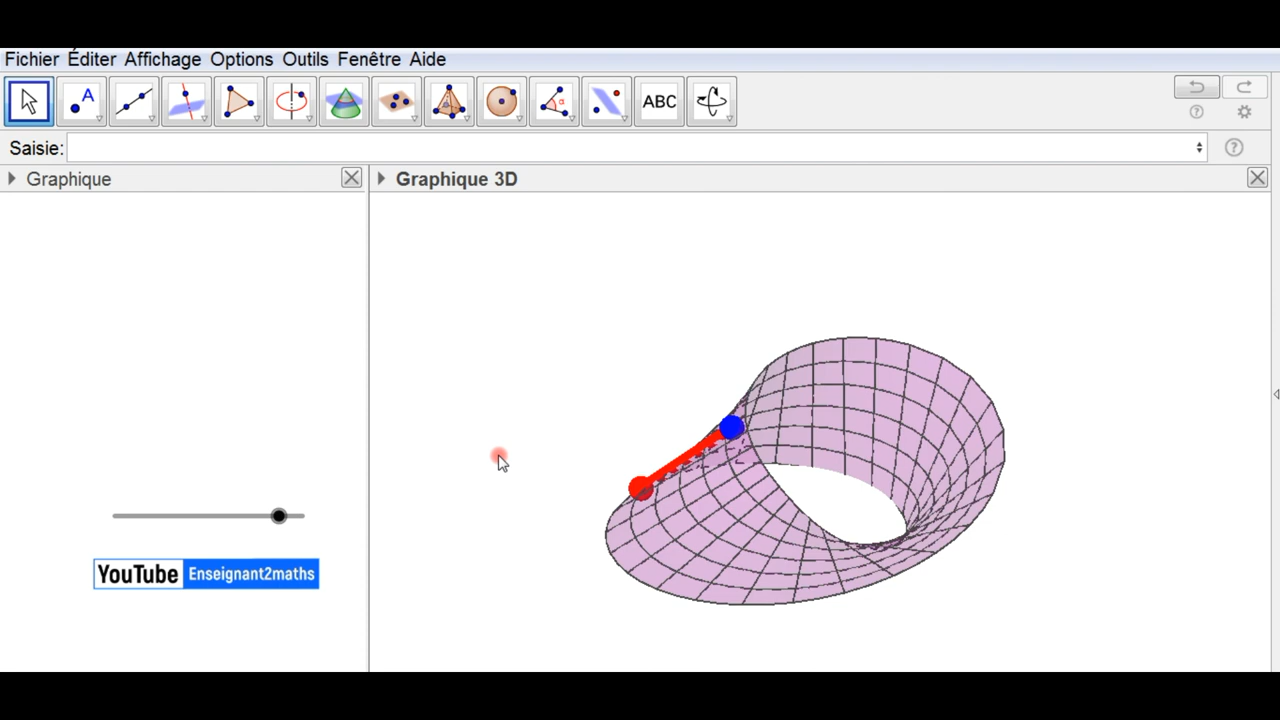 Fichier Éditer Affichage Options Outils Fenêtre Aide
A
α
ABC
Saisie:
Graphique
Graphique 3D
YouTube Enseignant2maths